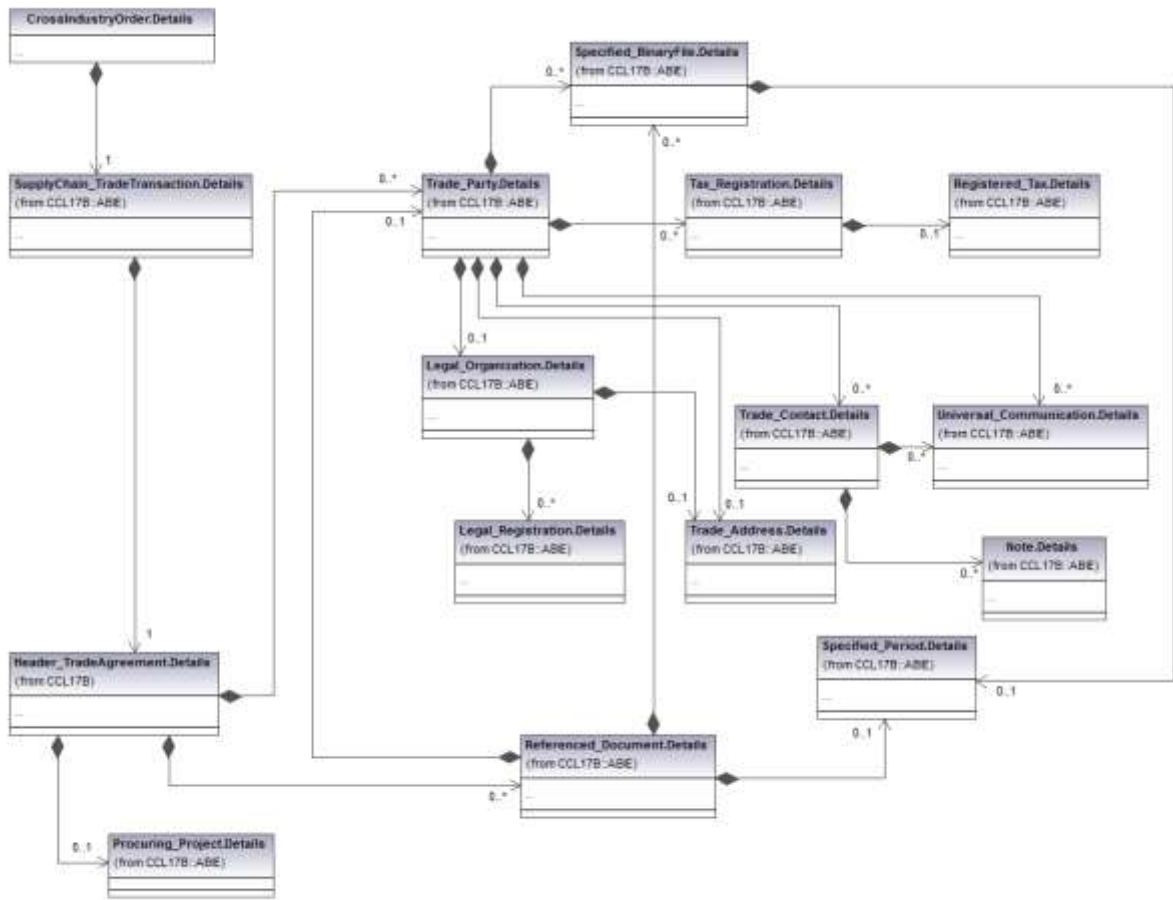 CrossIndustryOrder.Details
...
Specified_BinaryFile.Details
(from CCL17B::ABIE)
...
0..*
0..*
1
SupplyChain_TradeTransaction.Details
(from CCL17B::ABIE)
...
0..*
Trade_Party.Details
(from CCL17B::ABIE)
...
0..1
Tax_Registration.Details
(from CCL17B::ABIE)
...
0..*
Registered_Tax.Details
(from CCL17B::ABIE)
...
0..1
0..1
Legal_Organization.Details
(from CCL17B::ABIE)
...
0..*
0..*
Trade_Contact.Details
(from CCL17B::ABIE)
...
0..*
Universal_Communication.Details
(from CCL17B::ABIE)
...
0..*
0..1
0..1
Legal_Registration.Details
(from CCL17B::ABIE)
...
Trade_Address.Details
(from CCL17B::ABIE)
...
Note.Details
(from CCL17B::ABIE)
...
0..*
1
Header_TradeAgreement.Details
(from CCL17B)
...
Specified_Period.Details
(from CCL17B::ABIE)
...
0..1
0..1
Referenced_Document.Details
(from CCL17B::ABIE)
...
0..*
0..1
Procuring_Project.Details
(from CCL17B::ABIE)